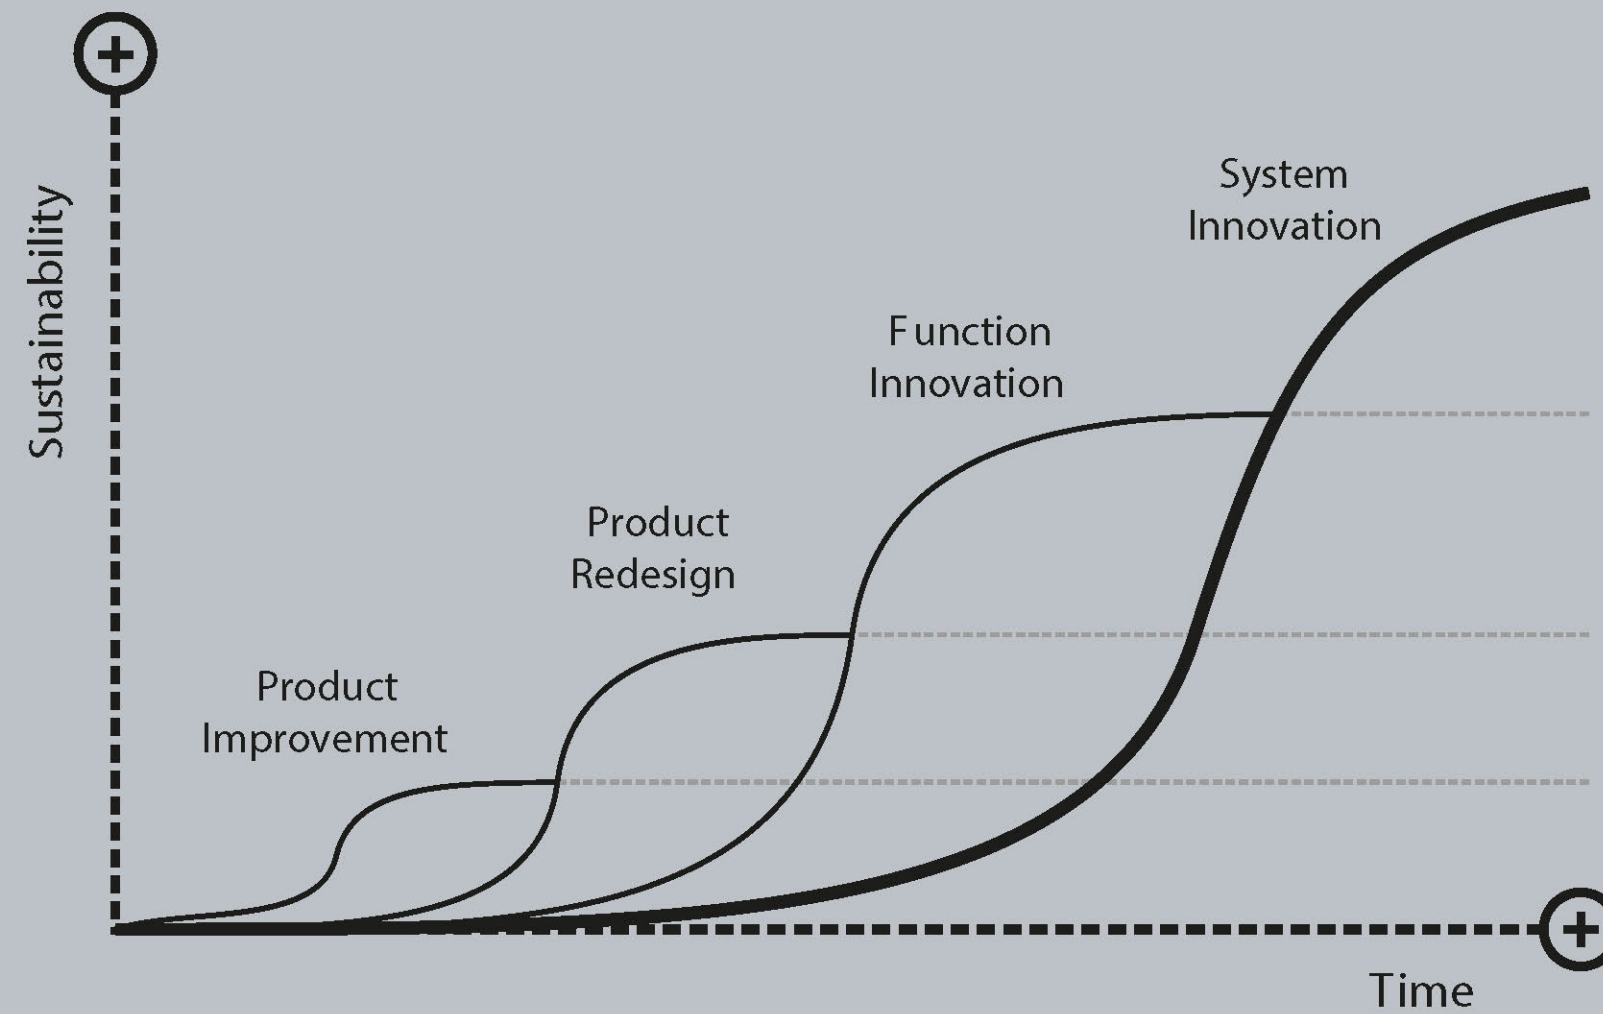 Sustainability
System
Innovation
Function
Innovation
Product
Redesign
Product
Improvement
Time